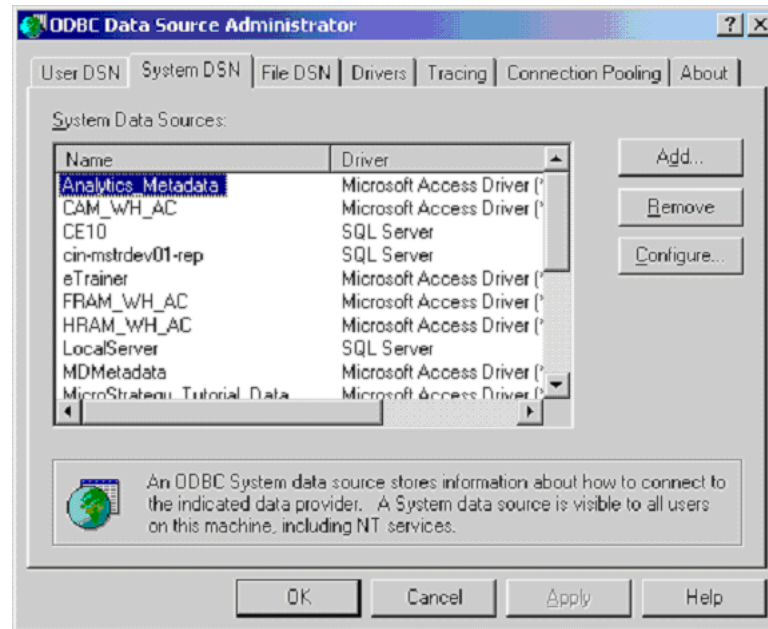 ODBC Data Source Administrator
User DSN System DSN File DSN Drivers Tracing Connection Pooling About
System Data Sources:
Name Driver
Analytics_Metadata Microsoft Access Driver (*
CAM_WH_AC Microsoft Access Driver (*
CE10 SQL Server
cin-mstrdev01-rep SQL Server
eTrainer Microsoft Access Driver (*
FRAM_WH_AC Microsoft Access Driver (*
HRAM_WH_AC Microsoft Access Driver (*
LocalServer SQL Server
MDMetadata Microsoft Access Driver (*
MicroStrategy_Tutorial_Data Microsoft Access Driver (*
Add...
Remove
Configure...
An ODBC System data source stores information about how to connect to
the indicated data provider. A System data source is visible to all users
on this machine, including NT services.
OK Cancel Apply Help